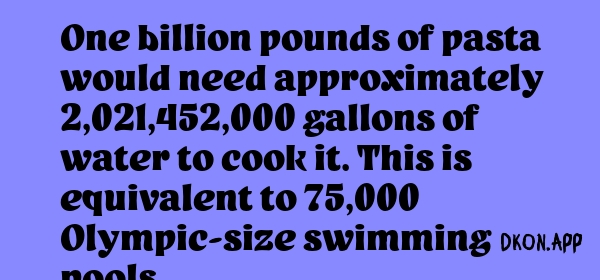 One billion pounds of pasta
would need approximately
2,021,452,000 gallons of
water to cook it. This is
equivalent to 75,000
Olympic-size swimming
DKON.APP
pools